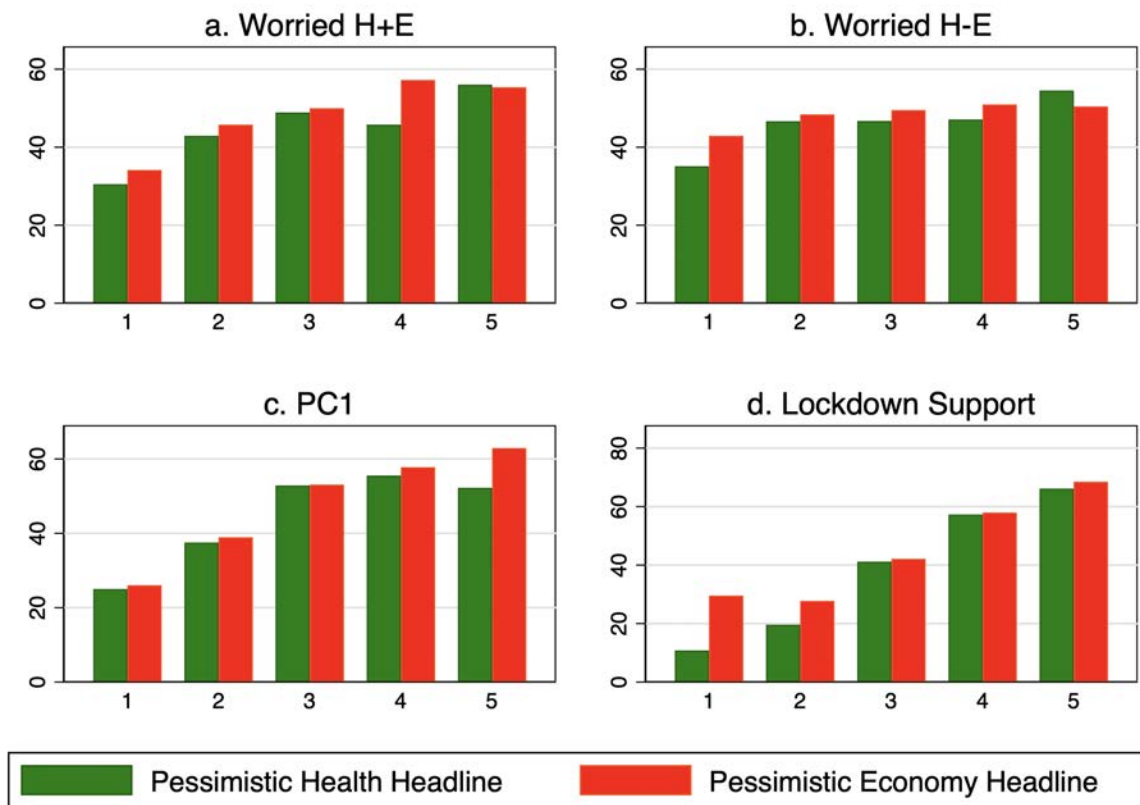 a. Worried H+E
60
40
20
0
1 2 3 4 5
b. Worried H-E
60
40
20
0
1 2 3 4 5
c. PC1
60
40
20
0
1 2 3 4 5
d. Lockdown Support
80
60
40
20
0
1 2 3 4 5
Pessimistic Health Headline
Pessimistic Economy Headline